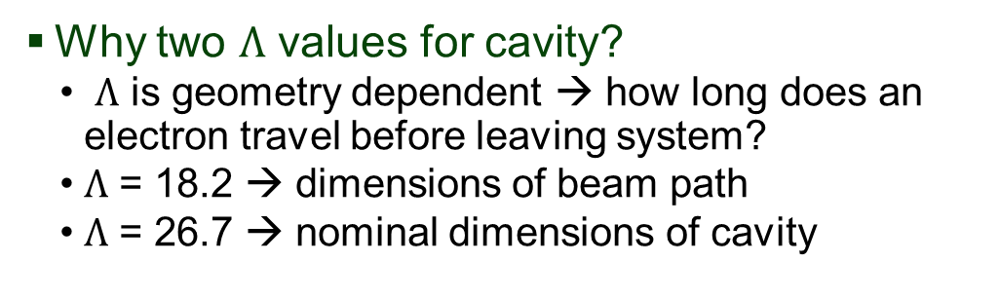 ▪ Why two Λ values for cavity?
• Λ is geometry dependent → how long does an
electron travel before leaving system?
• Λ = 18.2 → dimensions of beam path
• Λ = 26.7 → nominal dimensions of cavity